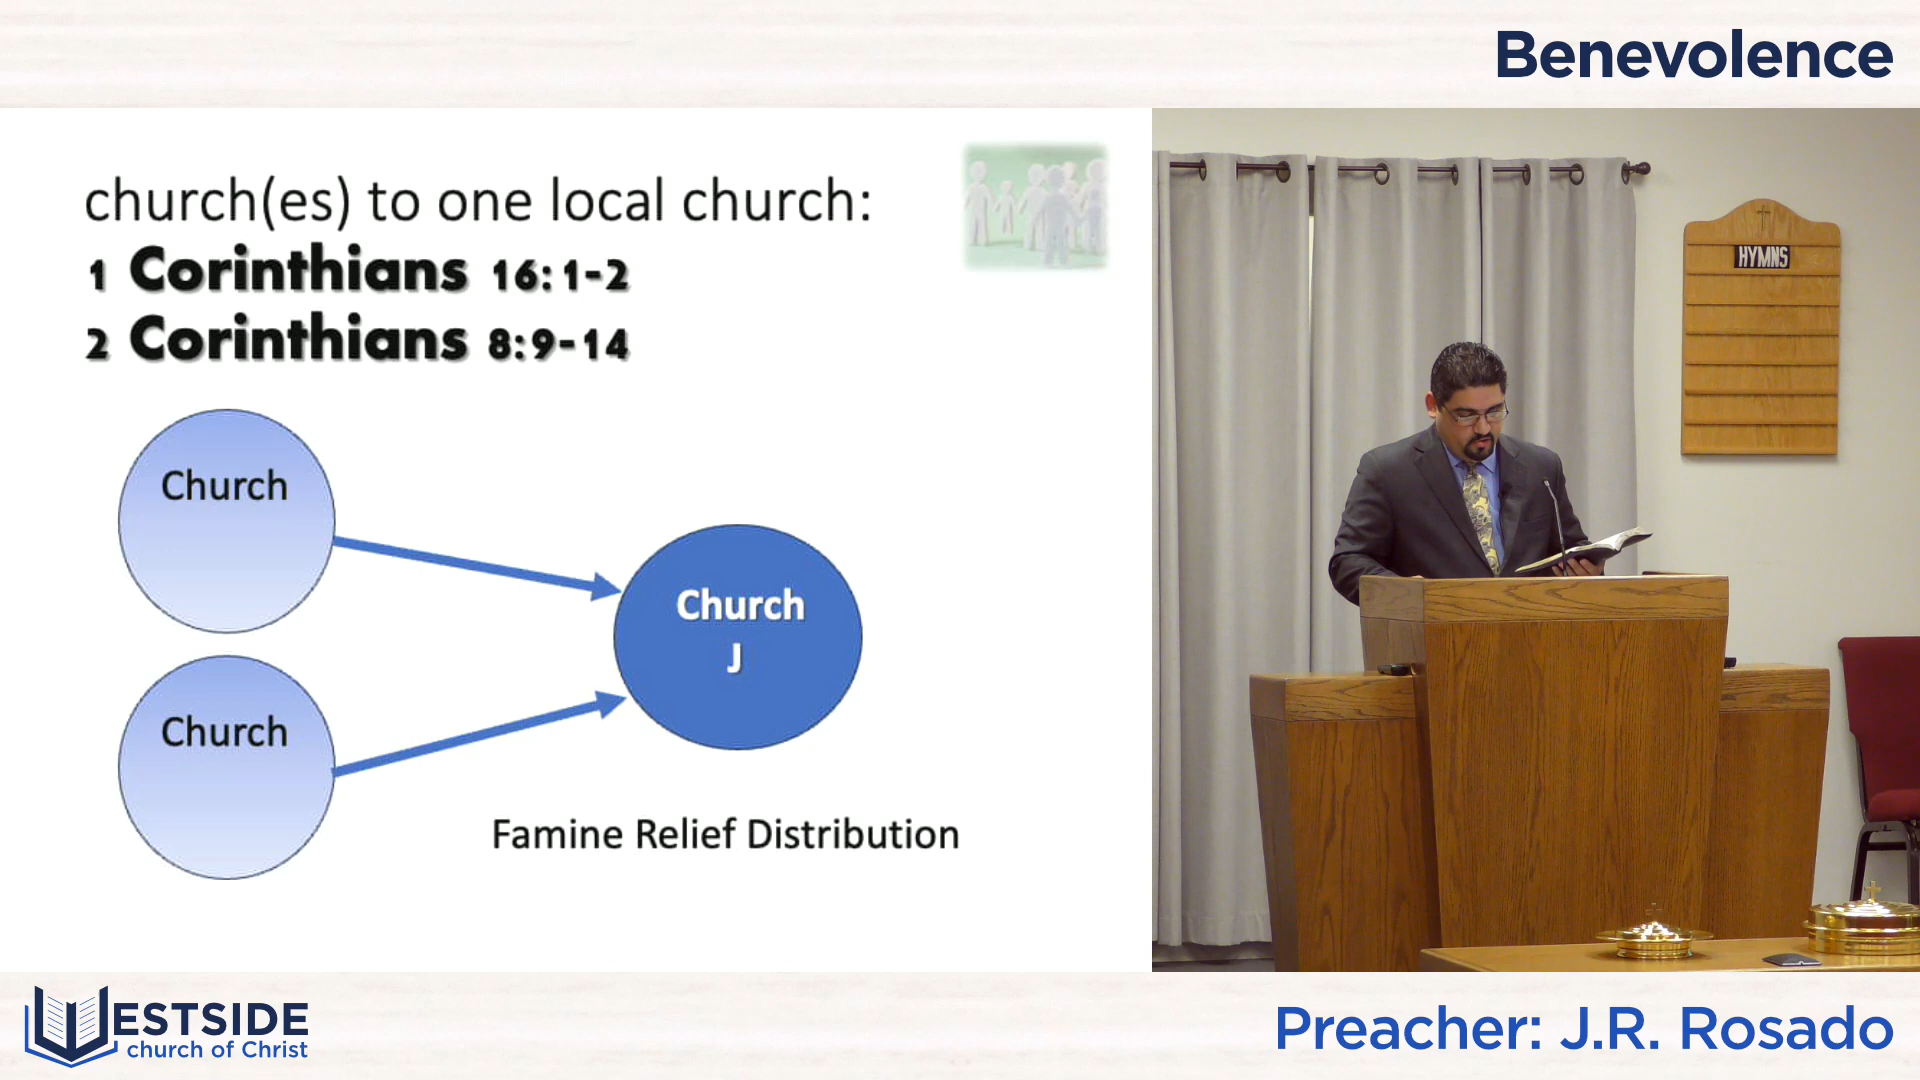 Benevolence
church(es) to one local church:
1 Corinthians 16:1-2
2 Corinthians 8:9-14
Church
Church
J
Church
Famine Relief Distribution
HYMNS
WESTSIDE
church of Christ
Preacher: J.R. Rosado